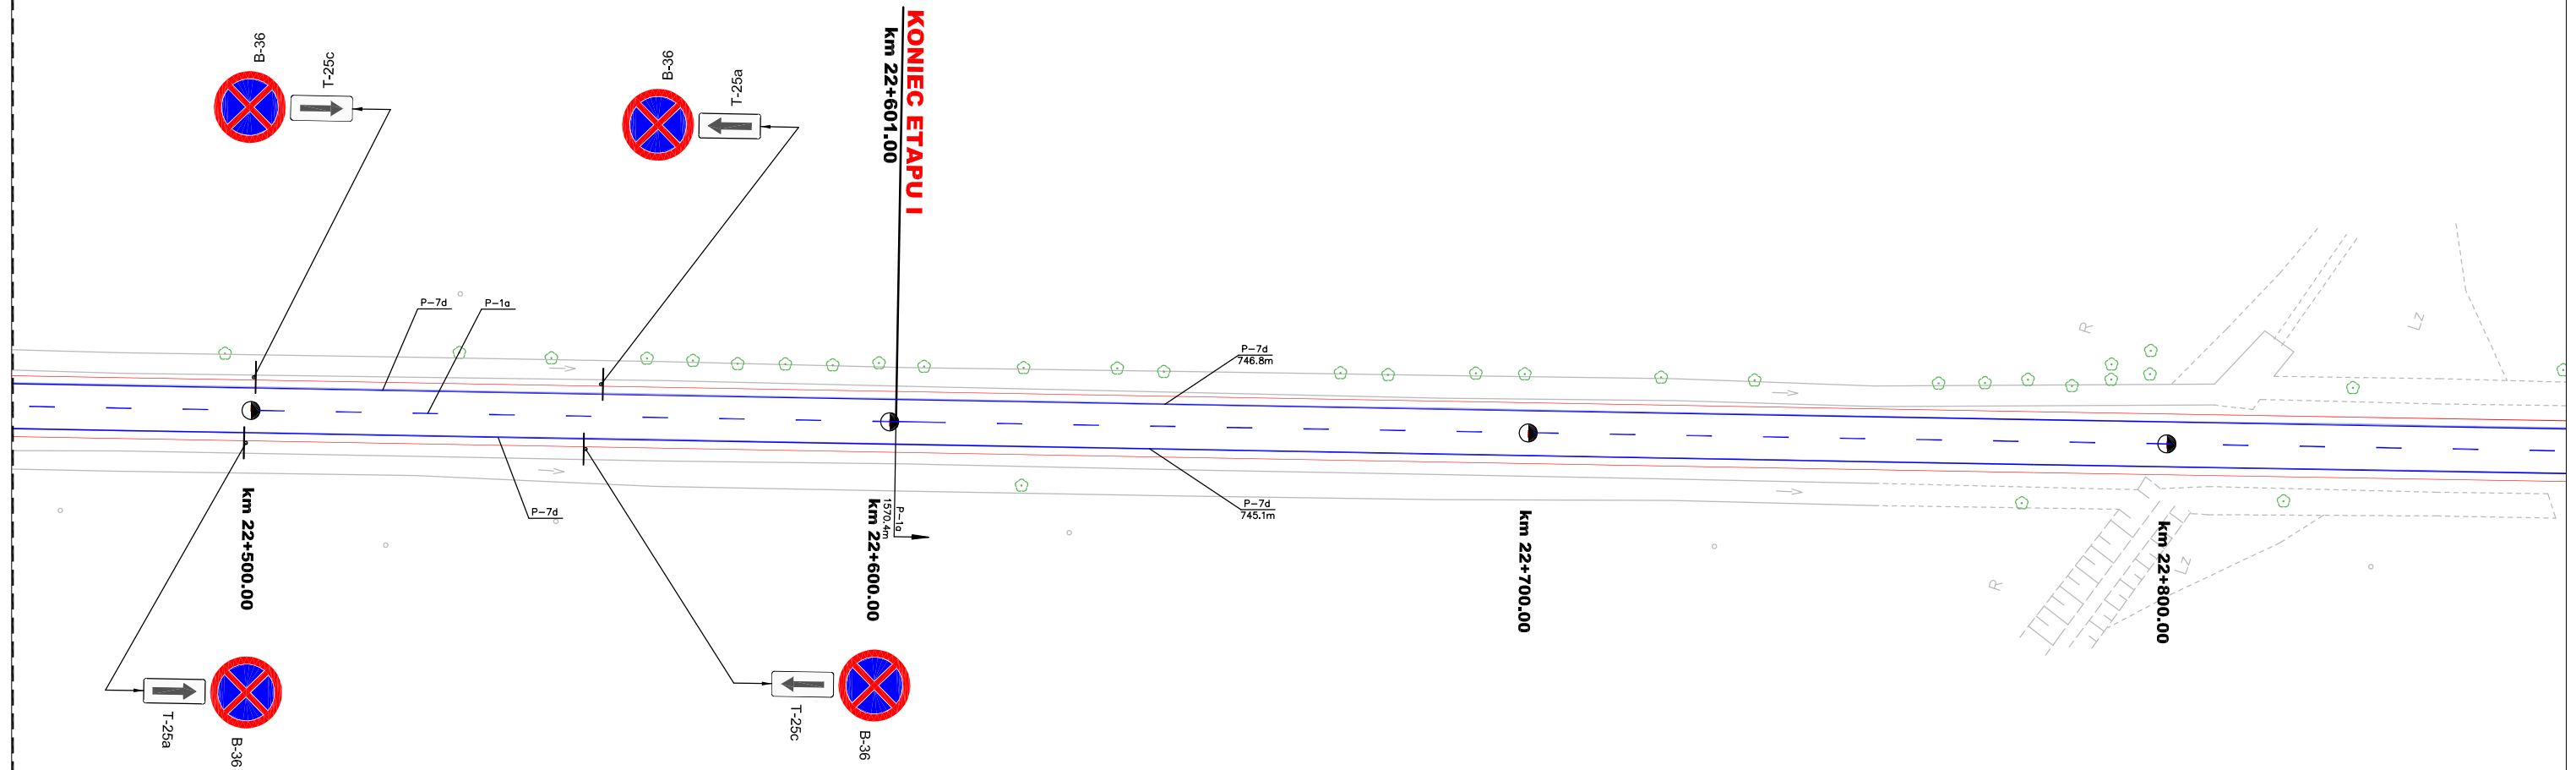 B-36
T-25c
B-36
T-25a
KONIEC ETAPU I
km 22+601.00
P-7d
P-1a
P-7d
746.8m
R
Lz
P-7d
P-7d
745.1m
P-1a
1570.4m
km 22+500.00
km 22+600.00
km 22+700.00
km 22+800.00
R
Lz
T-25a
B-36
T-25c
B-36